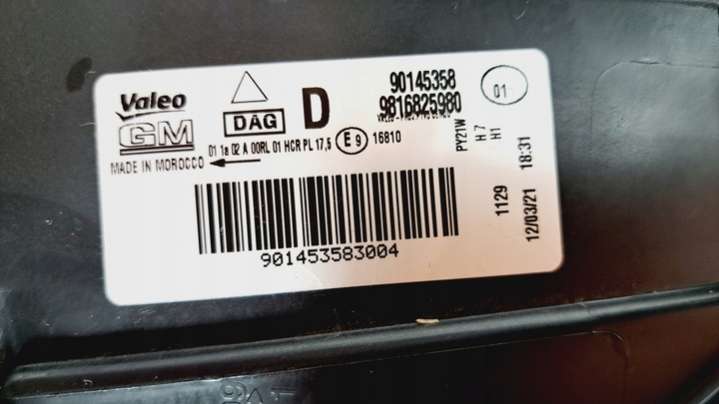 Valeo
GM
DAG
D
90145358
9816825980
01
01 1a 02 A 00RL 01 HCR PL 17,5 E9 16810
MADE IN MOROCCO
PY21W
H7
H1
1129
12/03/21 18:31
901453583004